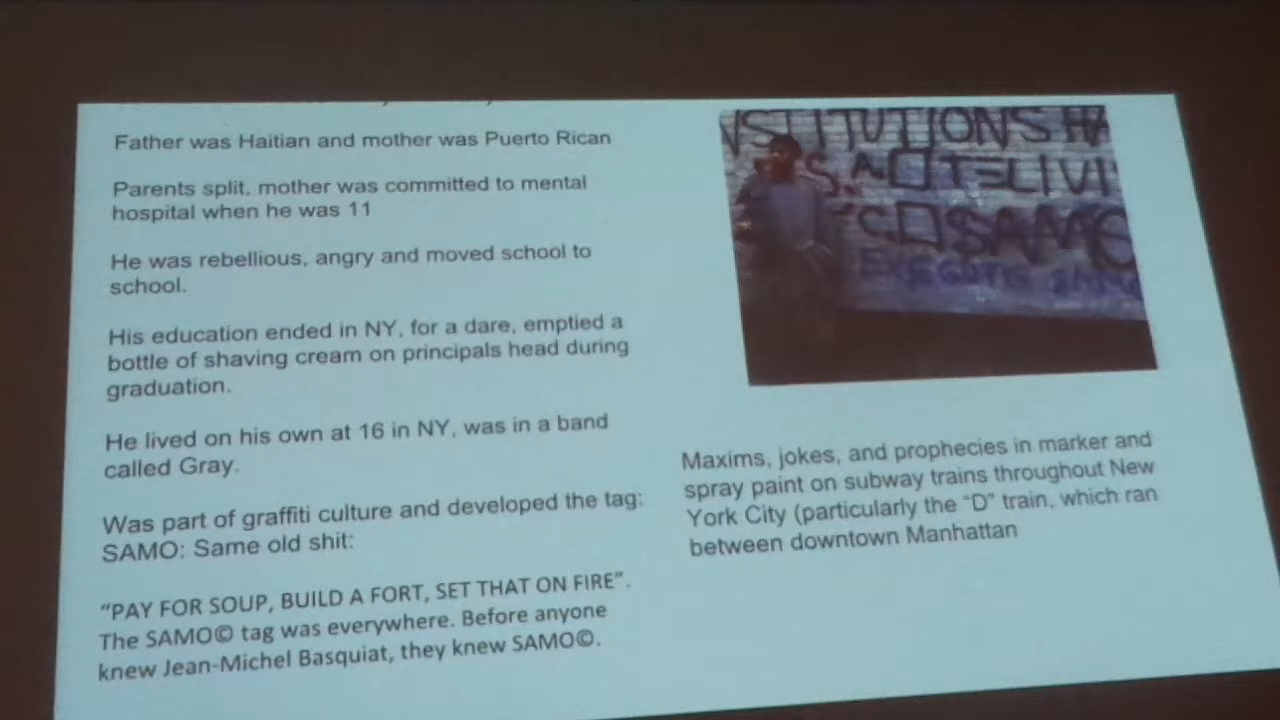 Father was Haitian and mother was Puerto Rican
Parents split, mother was committed to mental
hospital when he was 11
He was rebellious, angry and moved school to
school.
His education ended in NY, for a dare, emptied a
bottle of shaving cream on principals head during
graduation.
He lived on his own at 16 in NY, was in a band
called Gray.
Was part of graffiti culture and developed the tag:
SAMO: Same old shit:
"PAY FOR SOUP, BUILD A FORT, SET THAT ON FIRE".
The SAMO© tag was everywhere. Before anyone
knew Jean-Michel Basquiat, they knew SAMO©.
NSTITUTIONS HA
LIVI
SAMO
Maxims, jokes, and prophecies in marker and
spray paint on subway trains throughout New
York City (particularly the "D" train, which ran
between downtown Manhattan